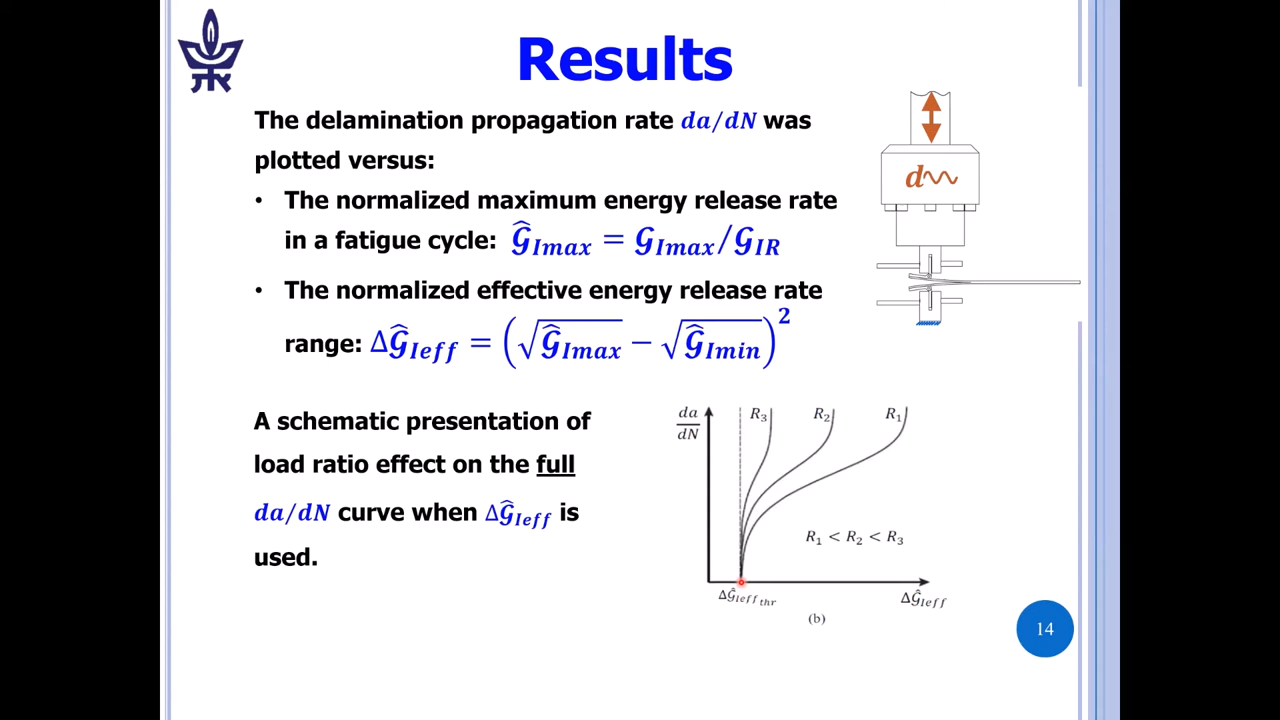 Results
The delamination propagation rate da/dN was
plotted versus:
• The normalized maximum energy release rate
in a fatigue cycle: 𝒢̂_Imax = 𝒢_Imax/𝒢_IR
• The normalized effective energy release rate
range: Δ𝒢̂_Ieff = (√𝒢̂_Imax − √𝒢̂_Imin)²
d
A schematic presentation of
load ratio effect on the full
da/dN curve when Δ𝒢̂_Ieff is
used.
da/dN
R₃ R₂ R₁
R₁ < R₂ < R₃
Δ𝒢̂_Ieff_thr
Δ𝒢̂_Ieff
(b)
14